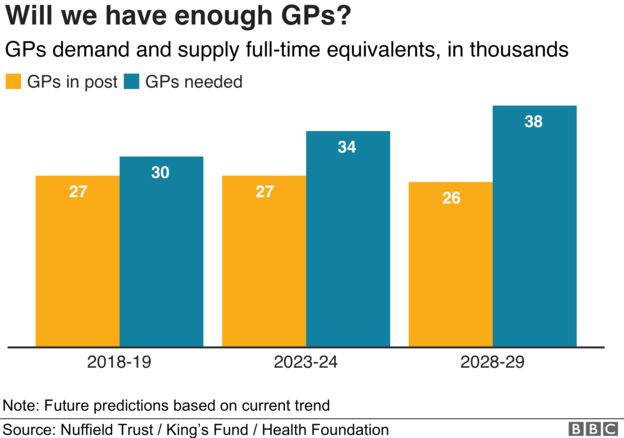 Will we have enough GPs?
GPs demand and supply full-time equivalents, in thousands
GPs in post GPs needed
27 30 27 34 26 38
2018-19 2023-24 2028-29
Note: Future predictions based on current trend
Source: Nuffield Trust / King's Fund / Health Foundation BBC